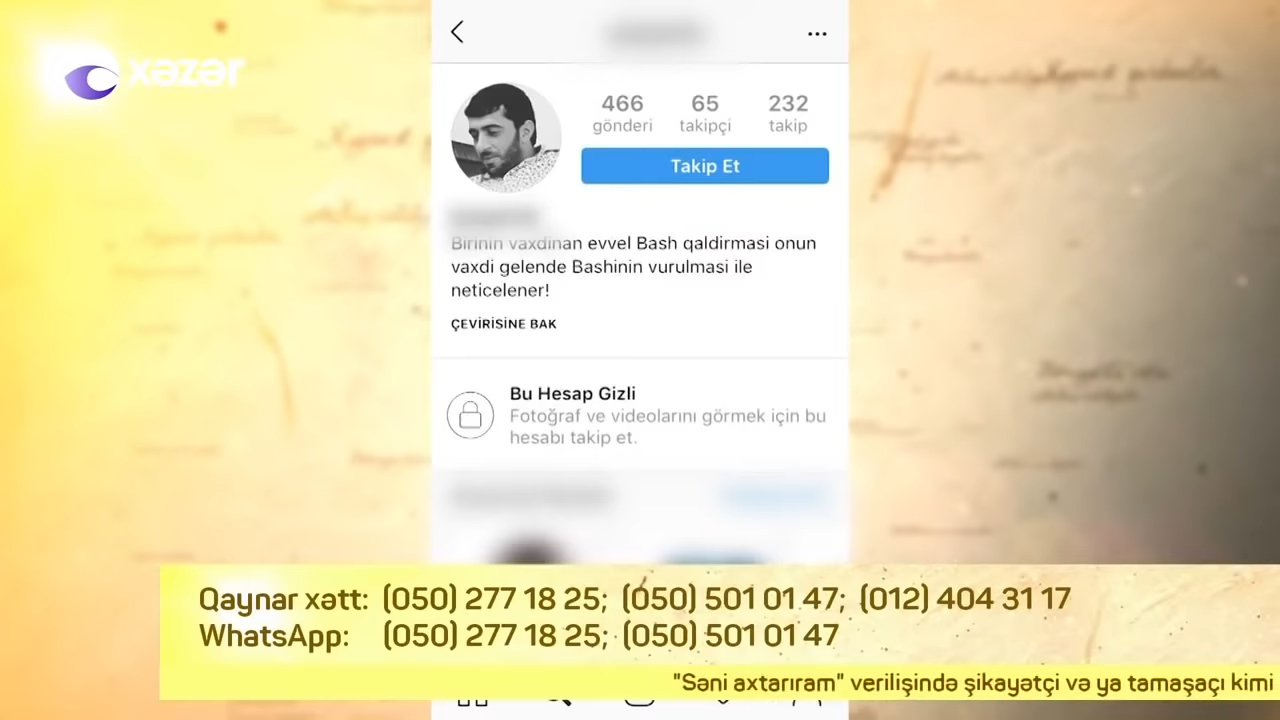 xəzər
466 65 232
gönderi takipçi takip
Takip Et
Birinin vaxdinan evvel Bash qaldirmasi onun
vaxdi gelende Bashinin vurulmasi ile
neticelener!
ÇEVİRİSİNE BAK
Bu Hesap Gizli
Fotoğraf ve videolarını görmek için bu
hesabı takip et.
Qaynar xətt: (050) 277 18 25; (050) 501 01 47; (012) 404 31 17
WhatsApp: (050) 277 18 25; (050) 501 01 47
"Səni axtarıram" verilişində şikayətçi və ya tamaşaçı kimi